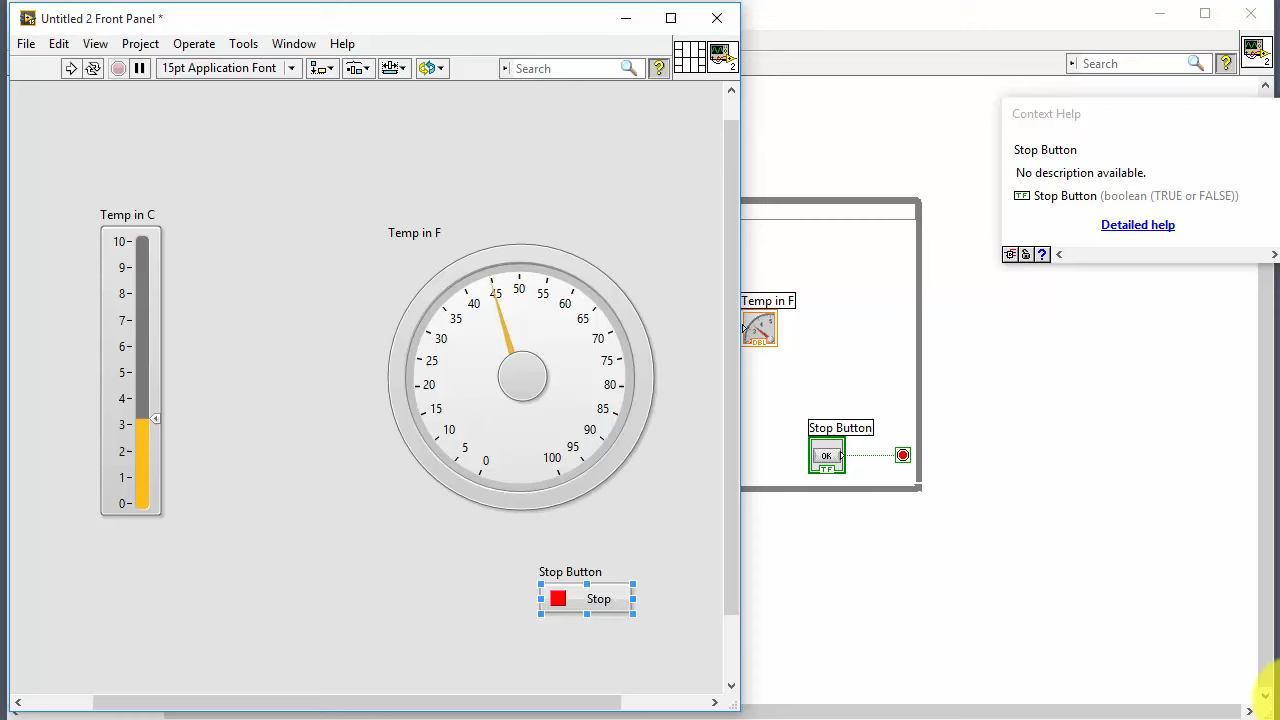 Untitled 2 Front Panel *
File Edit View Project Operate Tools Window Help
15pt Application Font
Search
2
Search
2
Context Help
Stop Button
No description available.
TF Stop Button (boolean (TRUE or FALSE))
Detailed help
Temp in C
10
9
8
7
6
5
4
3
2
1
0
Temp in F
0
5
10
15
20
25
30
35
40
45
50
55
60
65
70
75
80
85
90
95
100
Stop Button
Stop
Temp in F
DBL
Stop Button
OK
TF